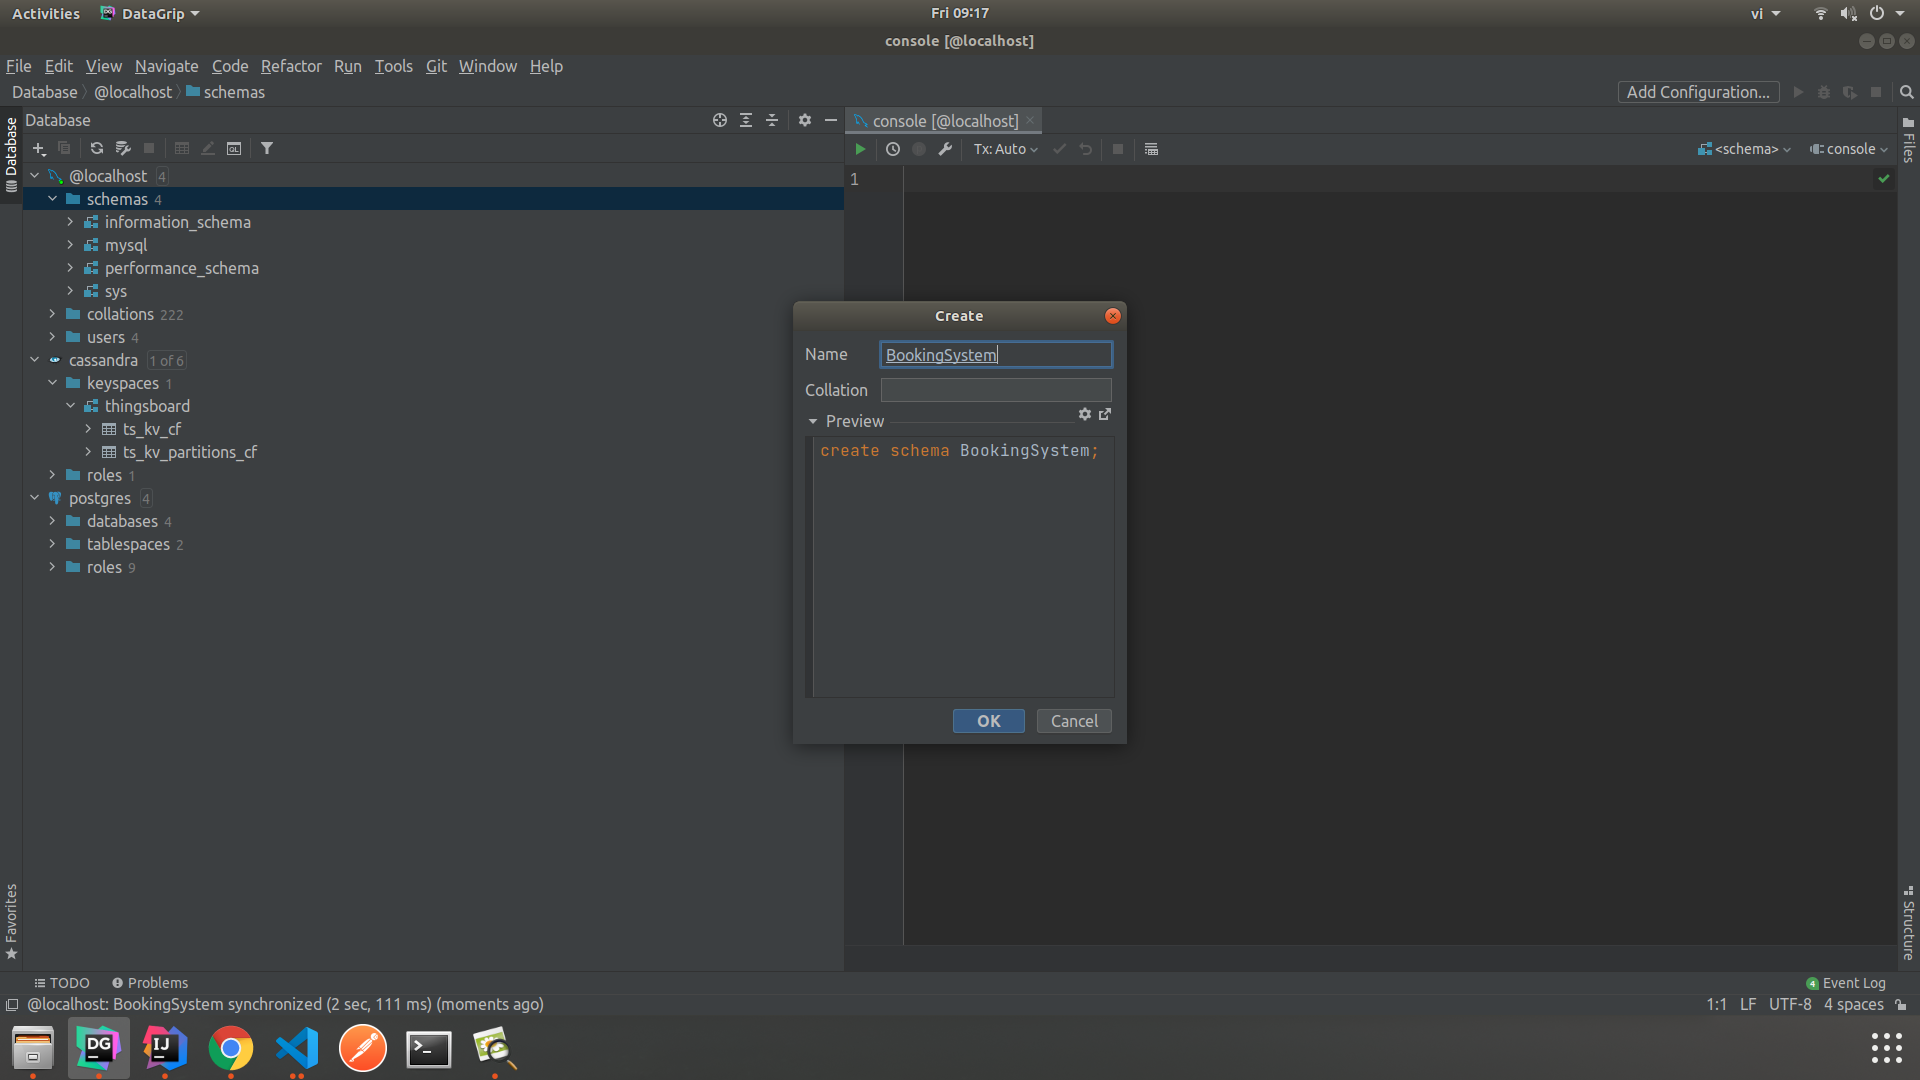 Activities DataGrip Fri 09:17 vi
console [@localhost]
File Edit View Navigate Code Refactor Run Tools Git Window Help
Database @localhost schemas Add Configuration...
Database
console [@localhost]
Tx: Auto <schema> console
@localhost 4
schemas 4
information_schema
mysql
performance_schema
sys
collations 222
users 4
cassandra 1 of 6
keyspaces 1
thingsboard
ts_kv_cf
ts_kv_partitions_cf
roles 1
postgres 4
databases 4
tablespaces 2
roles 9
1
Create
Name BookingSystem
Collation
Preview
create schema BookingSystem;
OK Cancel
Database
Favorites
Files
Structure
TODO Problems 4 Event Log
@localhost: BookingSystem synchronized (2 sec, 111 ms) (moments ago) 1:1 LF UTF-8 4 spaces
DG IJ >_
QL